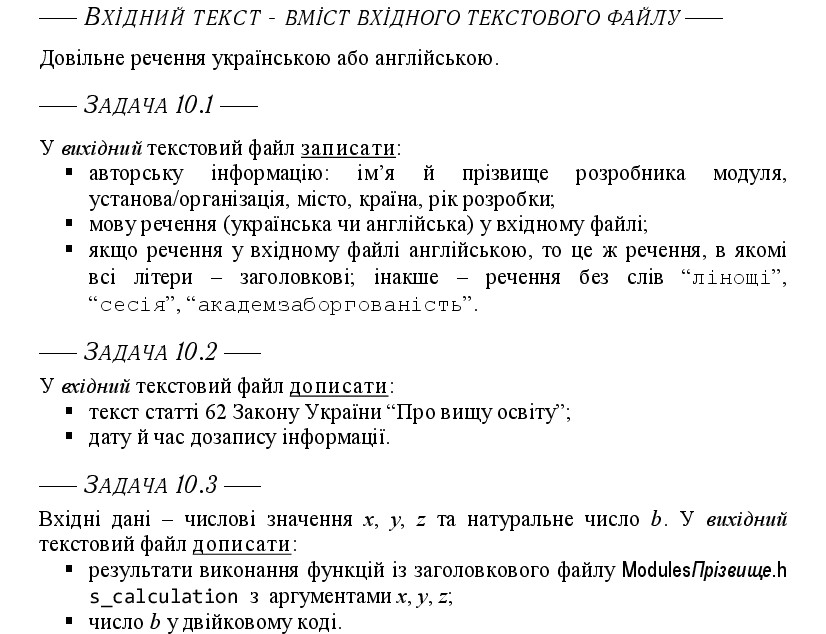 —— ВХІДНИЙ ТЕКСТ - ВМІСТ ВХІДНОГО ТЕКСТОВОГО ФАЙЛУ ——
Довільне речення українською або англійською.
—— ЗАДАЧА 10.1 ——
У вихідний текстовий файл записати:
▪ авторську інформацію: ім’я й прізвище розробника модуля,
установа/організація, місто, країна, рік розробки;
▪ мову речення (українська чи англійська) у вхідному файлі;
▪ якщо речення у вхідному файлі англійською, то це ж речення, в якомі
всі літери – заголовкові; інакше – речення без слів “лінощі”,
“сесія”, “академзаборгованість”.
—— ЗАДАЧА 10.2 ——
У вхідний текстовий файл дописати:
▪ текст статті 62 Закону України “Про вищу освіту”;
▪ дату й час дозапису інформації.
—— ЗАДАЧА 10.3 ——
Вхідні дані – числові значення x, y, z та натуральне число b. У вихідний
текстовий файл дописати:
▪ результати виконання функцій із заголовкового файлу ModulesПрізвище.h
s_calculation з аргументами x, y, z;
▪ число b у двійковому коді.